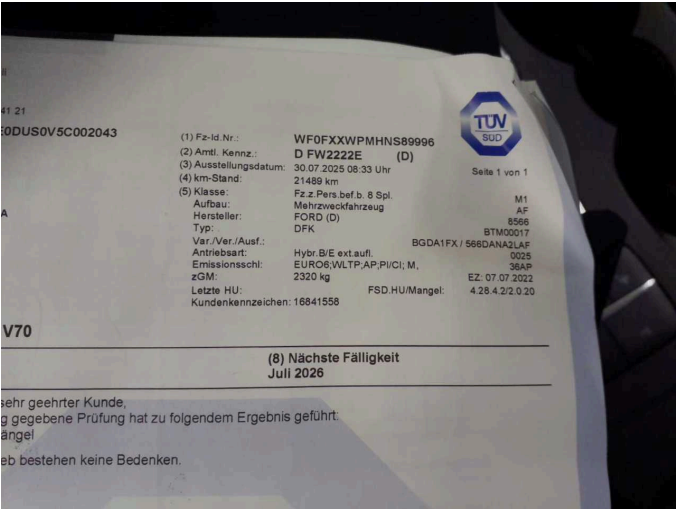 41.21
E0DUS0V5C002043
TÜV
SÜD
Seite 1 von 1
(1) Fz-Id.Nr.: WF0FXXWPMHNS89996
(2) Amtl. Kennz.: D FW2222E (D)
(3) Ausstellungsdatum: 30.07.2025 08:33 Uhr
(4) km-Stand: 21489 km
(5) Klasse: Fz.z.Pers.bef.b. 8 Spl. M1
Aufbau: Mehrzweckfahrzeug AF
A
Hersteller: FORD (D) 8566
Typ: DFK BTM00017
Var./Ver./Ausf.: BGDA1FX / 566DANA2LAF
Antriebsart: Hybr.B/E ext.aufl. 0025
Emissionsschl: EURO6;WLTP;AP;PI/CI; M, 36AP
zGM: 2320 kg EZ: 07.07.2022
Letzte HU: FSD.HU/Mangel: 4.28.4.2/2.0.20
Kundenkennzeichen: 16841558
V70
(8) Nächste Fälligkeit
Juli 2026
sehr geehrter Kunde,
g gegebene Prüfung hat zu folgendem Ergebnis geführt:
ängel
eb bestehen keine Bedenken.